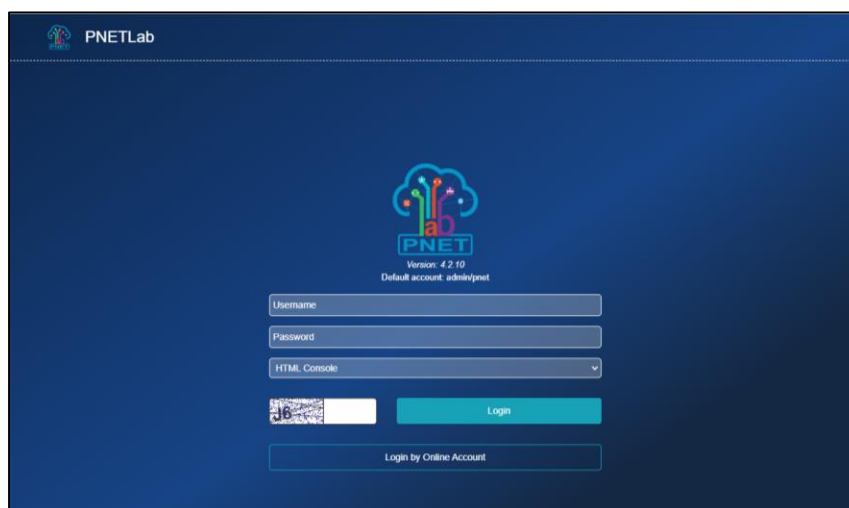 PNETLab
lab
PNET
Version: 4.2.10
Default account: admin/pnet
Username
Password
HTML Console
Login
Login by Online Account